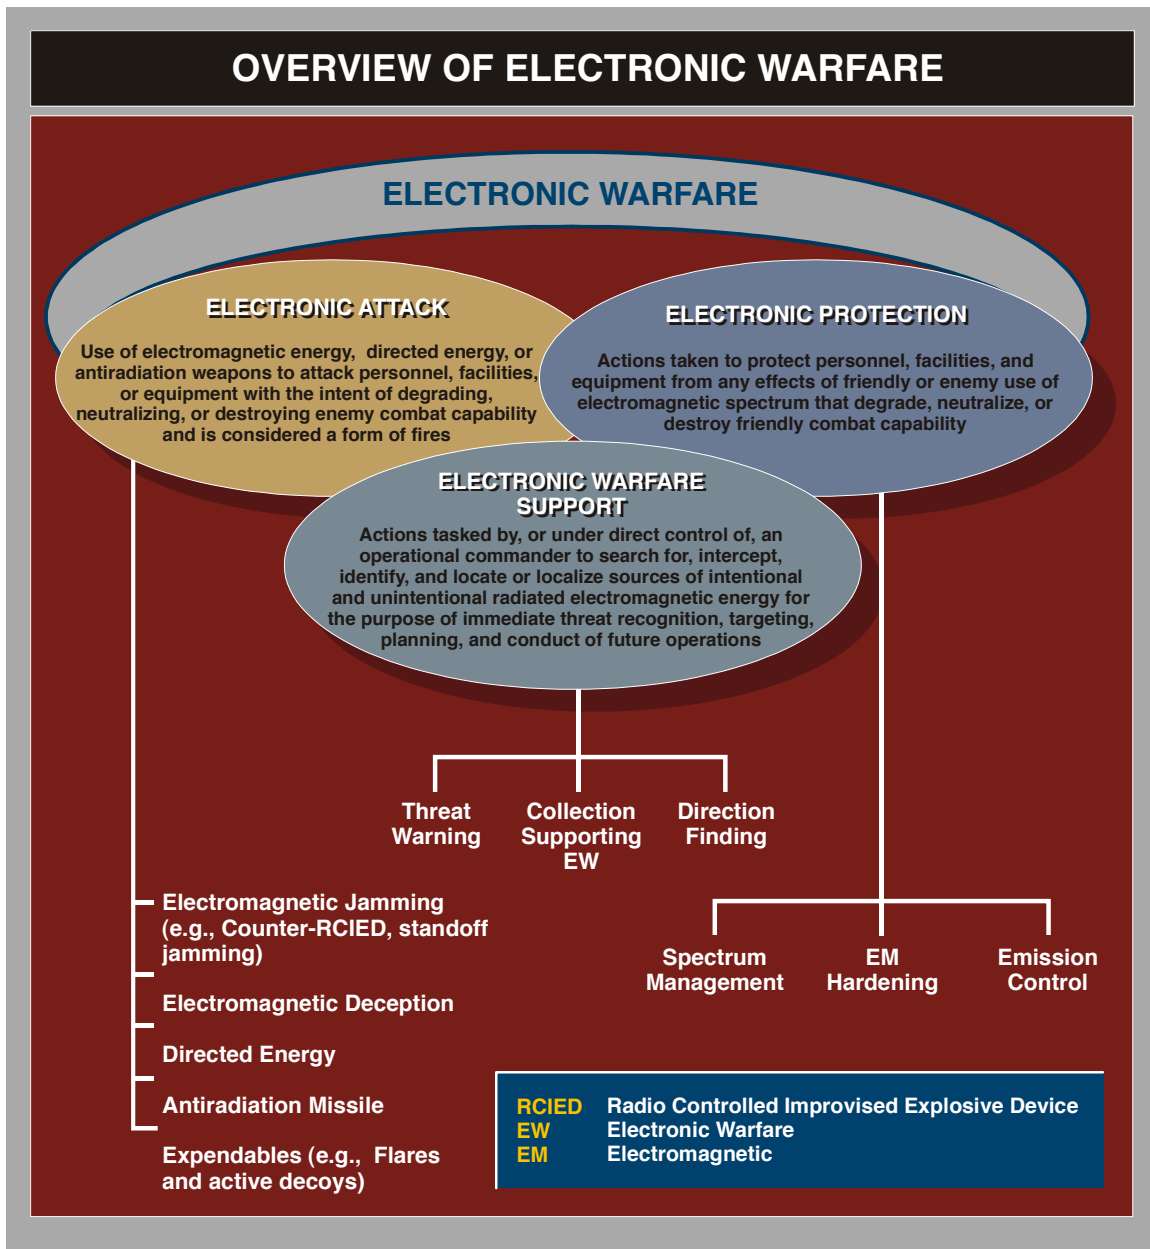 OVERVIEW OF ELECTRONIC WARFARE
ELECTRONIC WARFARE
ELECTRONIC ATTACK
Use of electromagnetic energy, directed energy, or
antiradiation weapons to attack personnel, facilities,
or equipment with the intent of degrading,
neutralizing, or destroying enemy combat capability
and is considered a form of fires
ELECTRONIC PROTECTION
Actions taken to protect personnel, facilities, and
equipment from any effects of friendly or enemy use of
electromagnetic spectrum that degrade, neutralize, or
destroy friendly combat capability
ELECTRONIC WARFARE
SUPPORT
Actions tasked by, or under direct control of, an
operational commander to search for, intercept,
identify, and locate or localize sources of intentional
and unintentional radiated electromagnetic energy for
the purpose of immediate threat recognition, targeting,
planning, and conduct of future operations
Threat
Warning
Collection
Supporting
EW
Direction
Finding
Electromagnetic Jamming
(e.g., Counter-RCIED, standoff
jamming)
Electromagnetic Deception
Directed Energy
Antiradiation Missile
Expendables (e.g., Flares
and active decoys)
Spectrum
Management
EM
Hardening
Emission
Control
RCIED Radio Controlled Improvised Explosive Device
EW Electronic Warfare
EM Electromagnetic